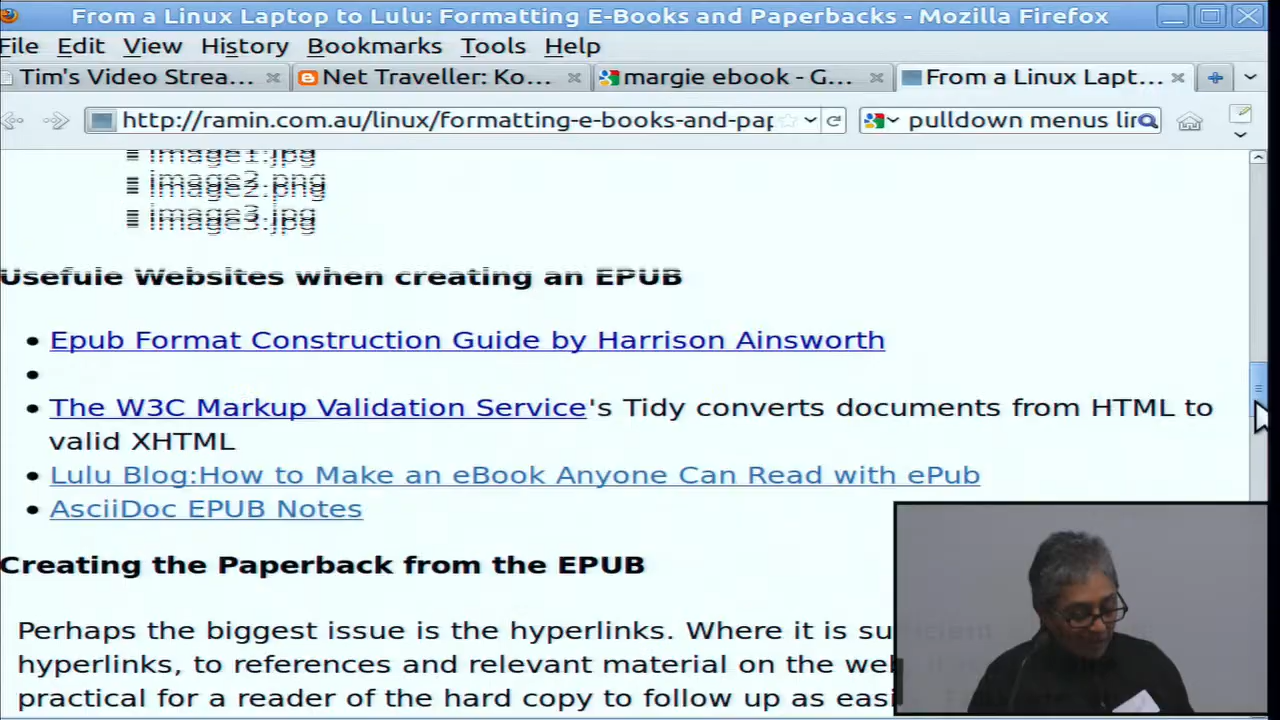 From a Linux Laptop to Lulu: Formatting E-Books and Paperbacks - Mozilla Firefox
File Edit View History Bookmarks Tools Help
Tim's Video Strea... Net Traveller: Ko... margie ebook - G... From a Linux Lapt...
http://ramin.com.au/linux/formatting-e-books-and-pap pulldown menus lin
image1.jpg
image2.png
image3.jpg
Usefule Websites when creating an EPUB
Epub Format Construction Guide by Harrison Ainsworth
The W3C Markup Validation Service's Tidy converts documents from HTML to
valid XHTML
Lulu Blog:How to Make an eBook Anyone Can Read with ePub
AsciiDoc EPUB Notes
Creating the Paperback from the EPUB
Perhaps the biggest issue is the hyperlinks. Where it is
hyperlinks, to references and relevant material on the
practical for a reader of the hard copy to follow up as